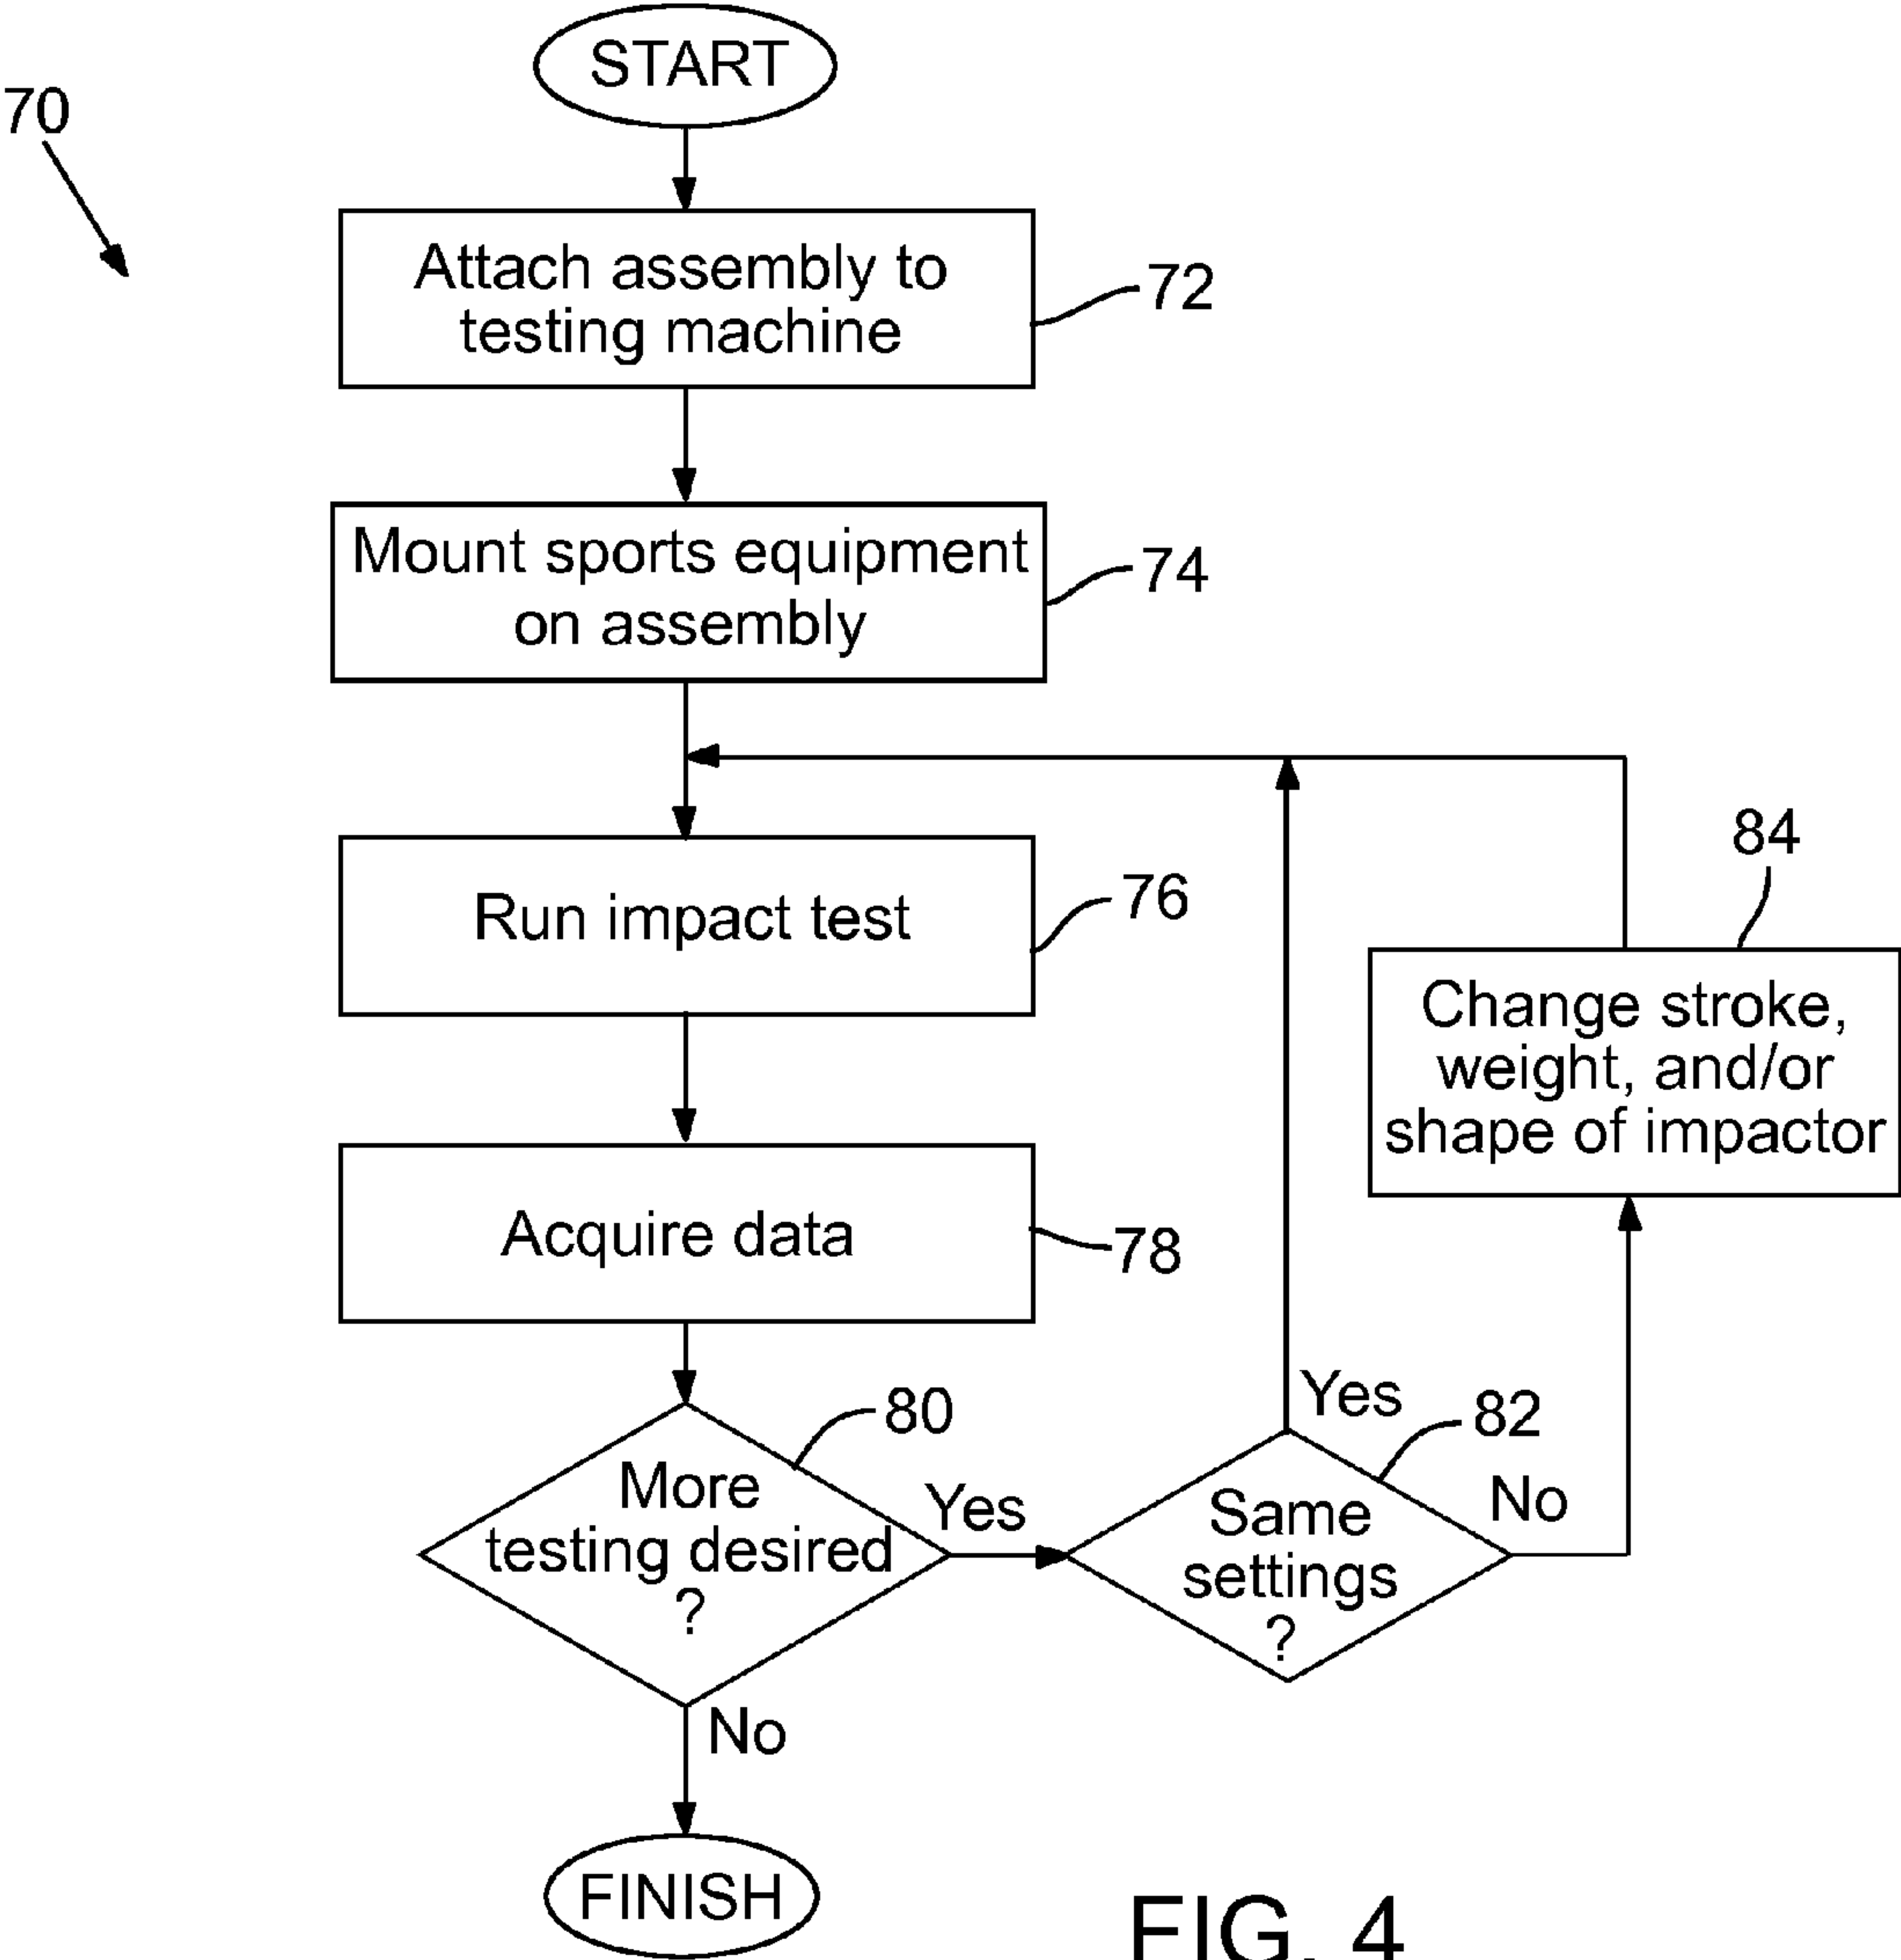 START
70
Attach assembly to
testing machine
72
Mount sports equipment
on assembly
74
Run impact test
76
84
Change stroke,
weight, and/or
shape of impactor
Acquire data
78
80
More
testing desired
?
Yes
Yes
82
Same
settings
?
No
No
FINISH
FIG. 4